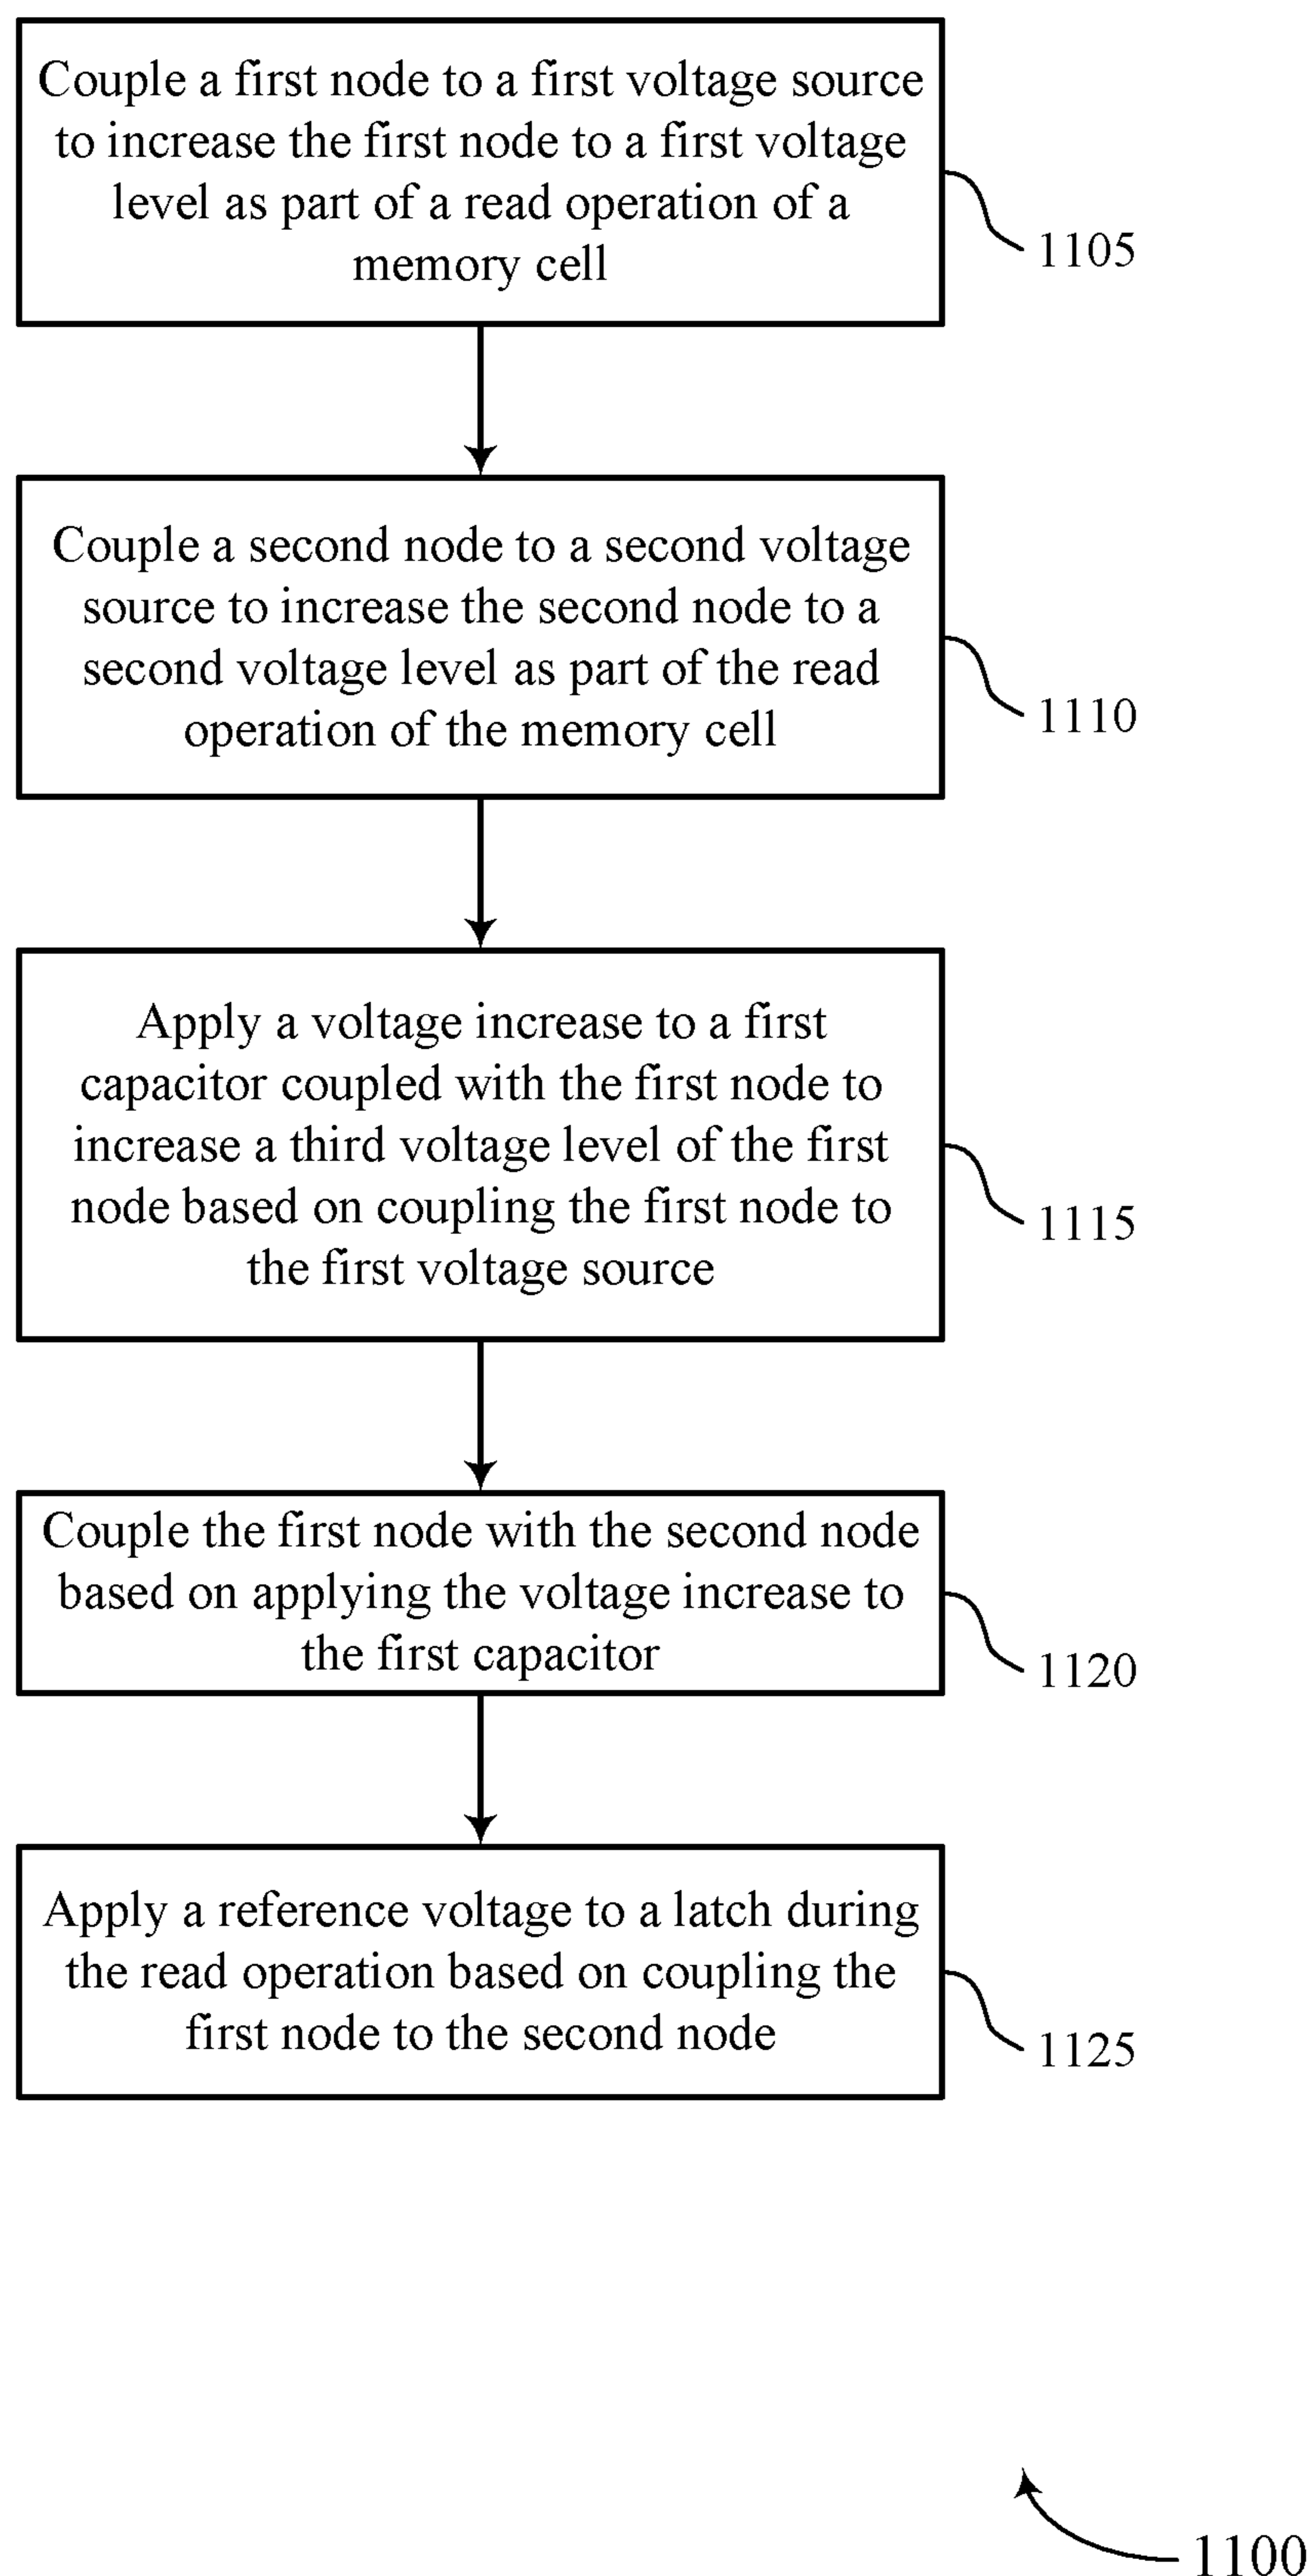 Couple a first node to a first voltage source
to increase the first node to a first voltage
level as part of a read operation of a
memory cell
1105
Couple a second node to a second voltage
source to increase the second node to a
second voltage level as part of the read
operation of the memory cell
1110
Apply a voltage increase to a first
capacitor coupled with the first node to
increase a third voltage level of the first
node based on coupling the first node to
the first voltage source
1115
Couple the first node with the second node
based on applying the voltage increase to
the first capacitor
1120
Apply a reference voltage to a latch during
the read operation based on coupling the
first node to the second node
1125
1100